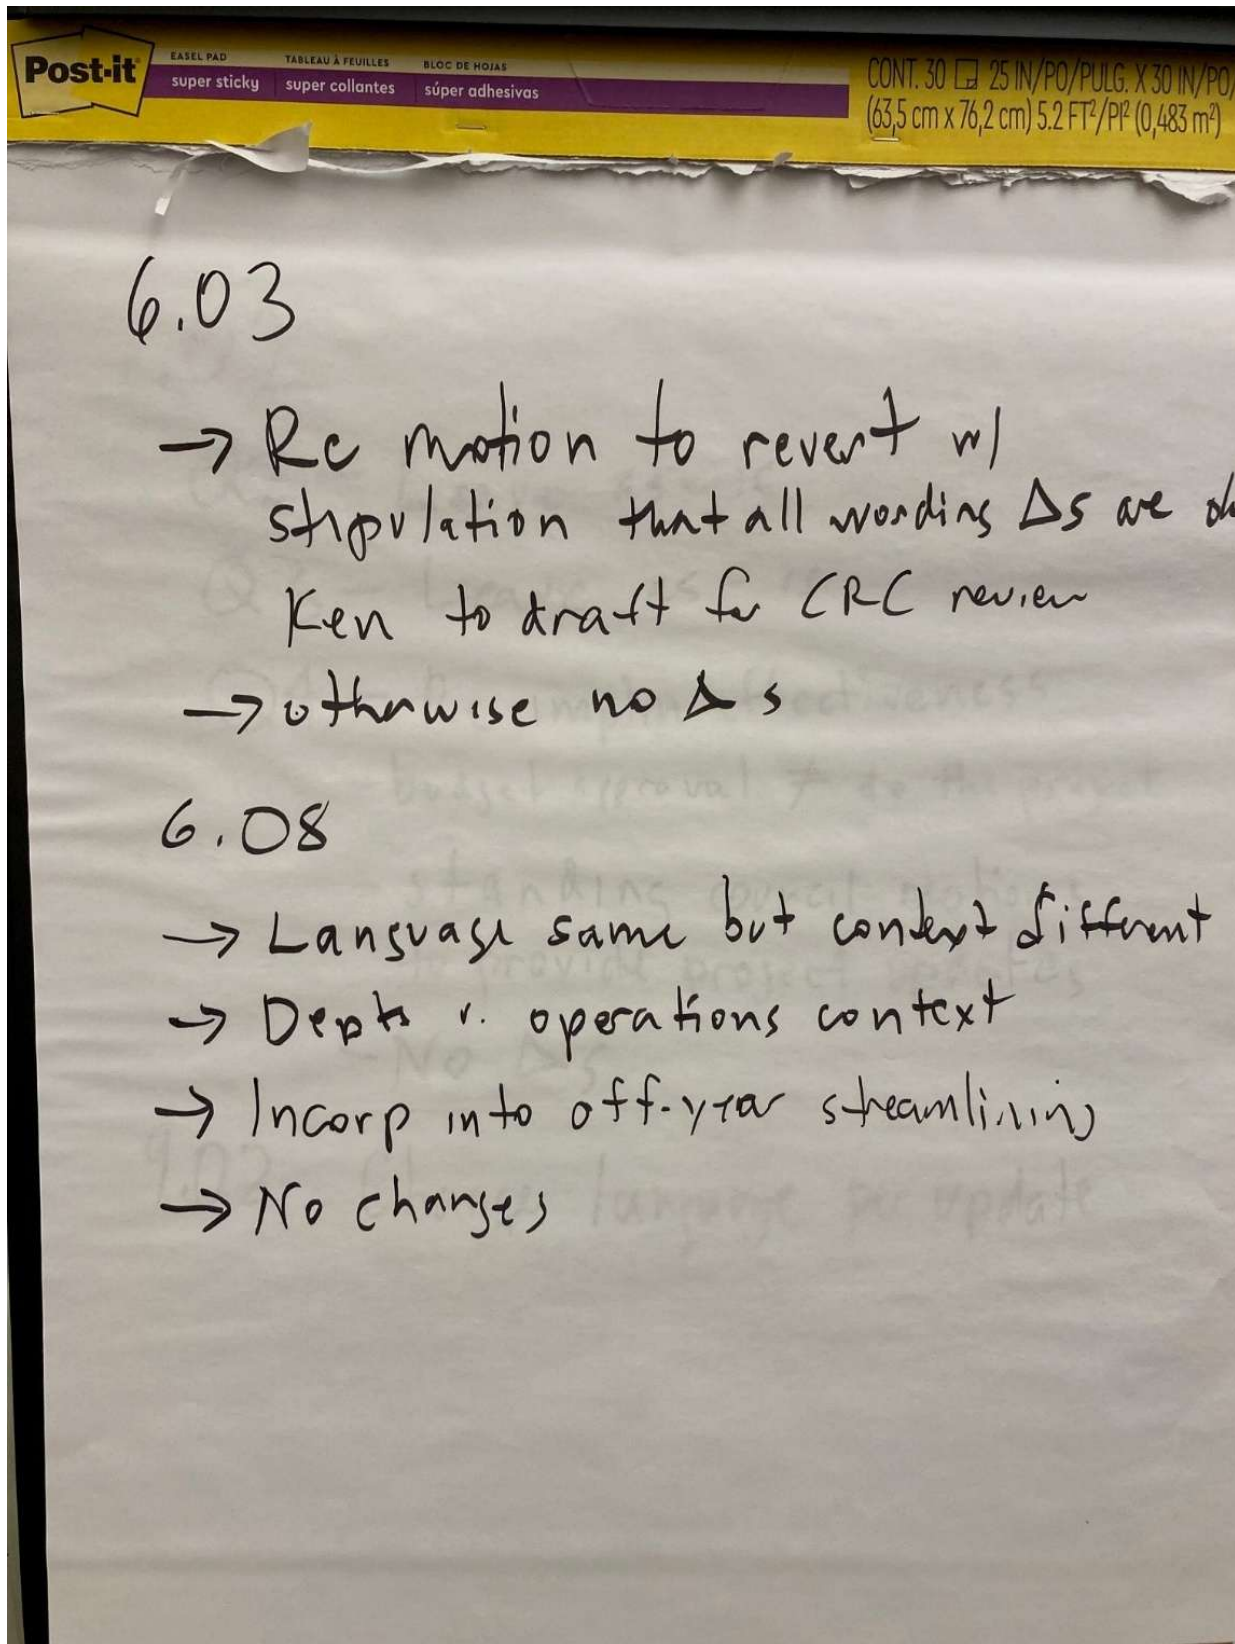 Post-it
EASEL PAD TABLEAU À FEUILLES BLOC DE HOJAS
super sticky super collantes súper adhesivas
CONT. 30 25 IN/PO/PULG. X 30 IN/PO/
(63,5 cm x 76,2 cm) 5.2 FT²/PI² (0,483 m²)
6.03
→ Rc motion to revert w/
stipulation that all wording Δs are ok
Ken to draft for CRC review
→ otherwise no Δs
6.08
→ Language same but context different
→ Depts v. operations context
→ Incorp into off-year streamlining
→ No changes